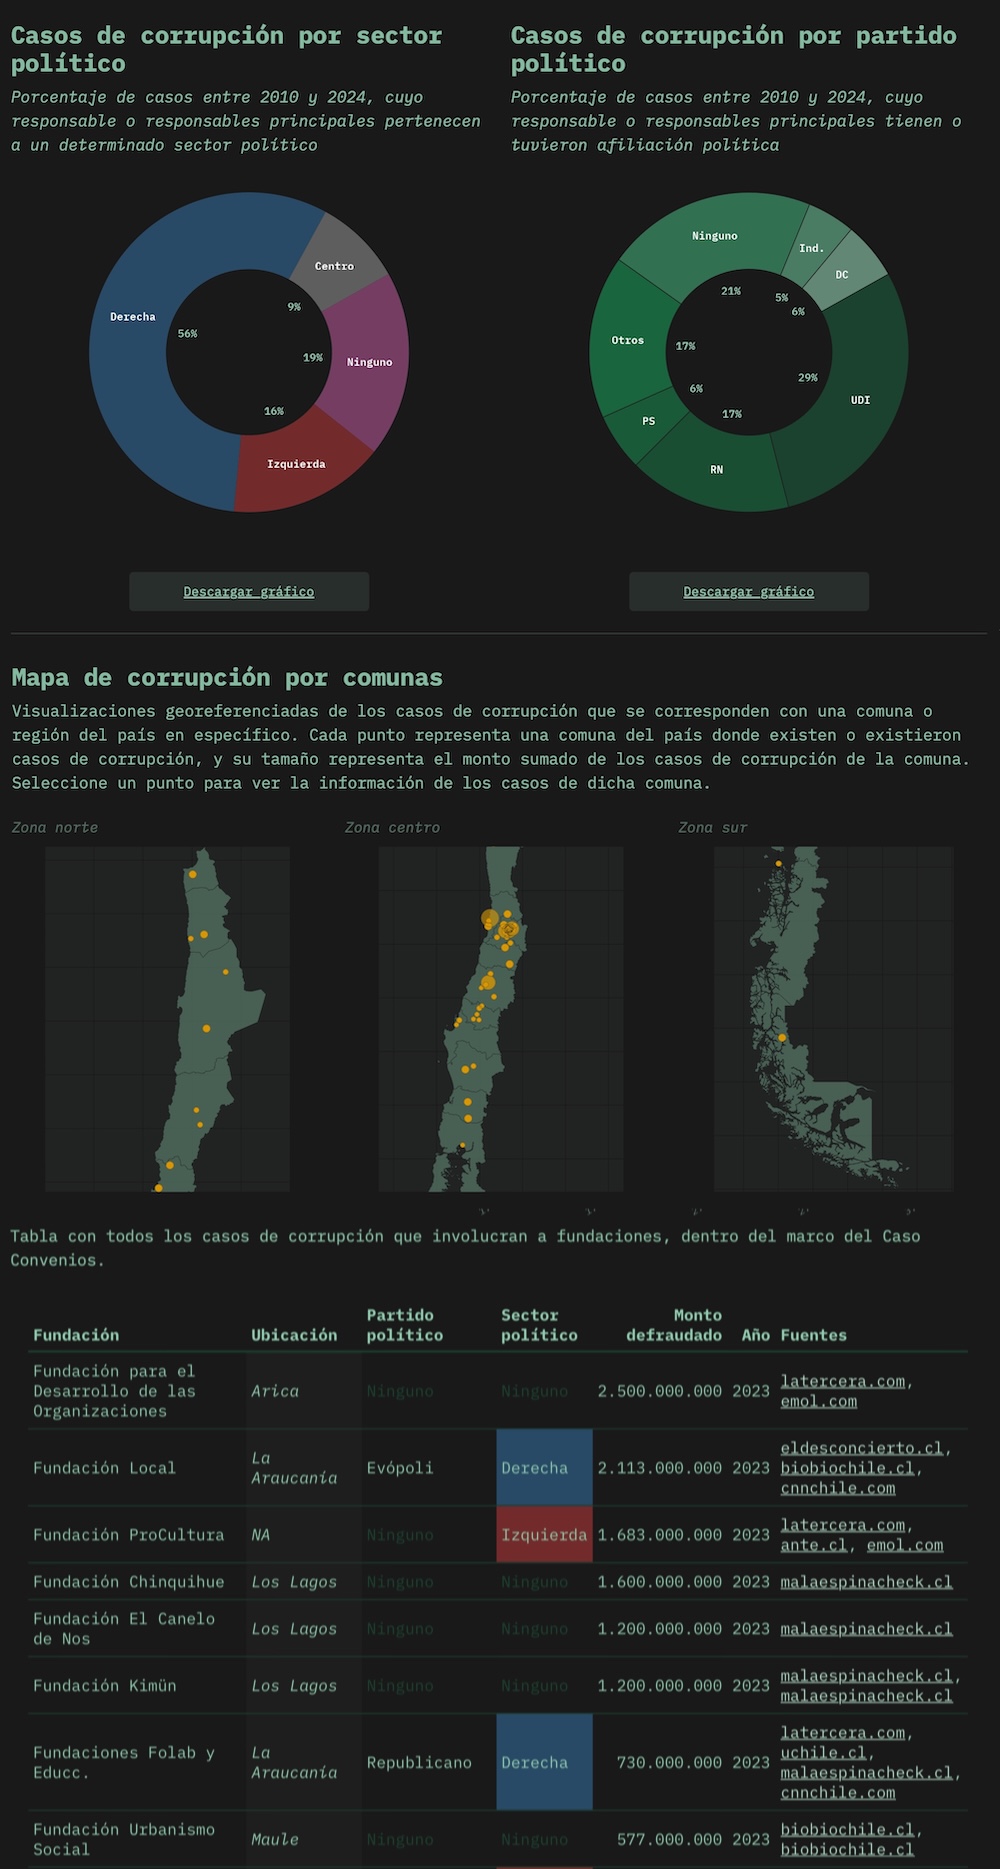 Casos de corrupción por sector
político
Porcentaje de casos entre 2010 y 2024, cuyo
responsable o responsables principales pertenecen
a un determinado sector político
Centro
9%
Derecha
56%
19%
Ninguno
16%
Izquierda
Descargar gráfico
Casos de corrupción por partido
político
Porcentaje de casos entre 2010 y 2024, cuyo
responsable o responsables principales tienen o
tuvieron afiliación política
Ninguno
Ind.
DC
21%
5%
6%
Otros
17%
29%
6%
UDI
PS
17%
RN
Descargar gráfico
Mapa de corrupción por comunas
Visualizaciones georeferenciadas de los casos de corrupción que se corresponden con una comuna o
región del país en específico. Cada punto representa una comuna del país donde existen o existieron
casos de corrupción, y su tamaño representa el monto sumado de los casos de corrupción de la comuna.
Seleccione un punto para ver la información de los casos de dicha comuna.
Zona norte
Zona centro
Zona sur
Tabla con todos los casos de corrupción que involucran a fundaciones, dentro del marco del Caso
Convenios.
Fundación
Ubicación
Partido
político
Sector
político
Monto
defraudado
Año
Fuentes
Fundación para el
Desarrollo de las
Organizaciones
Arica
Ninguno
Ninguno
2.500.000.000
2023
latercera.com,
emol.com
Fundación Local
La
Araucanía
Evópoli
Derecha
2.113.000.000
2023
eldesconcierto.cl,
biobiochile.cl,
cnnchile.com
Fundación ProCultura
NA
Ninguno
Izquierda
1.683.000.000
2023
latercera.com,
ante.cl, emol.com
Fundación Chinquihue
Los Lagos
Ninguno
Ninguno
1.600.000.000
2023
malaespinacheck.cl
Fundación El Canelo
de Nos
Los Lagos
Ninguno
Ninguno
1.200.000.000
2023
malaespinacheck.cl
Fundación Kimün
Los Lagos
Ninguno
Ninguno
1.200.000.000
2023
malaespinacheck.cl,
malaespinacheck.cl
Fundaciones Folab y
Educc.
La
Araucanía
Republicano
Derecha
730.000.000
2023
latercera.com,
uchile.cl,
malaespinacheck.cl,
cnnchile.com
Fundación Urbanismo
Social
Maule
Ninguno
Ninguno
577.000.000
2023
biobiochile.cl,
biobiochile.cl